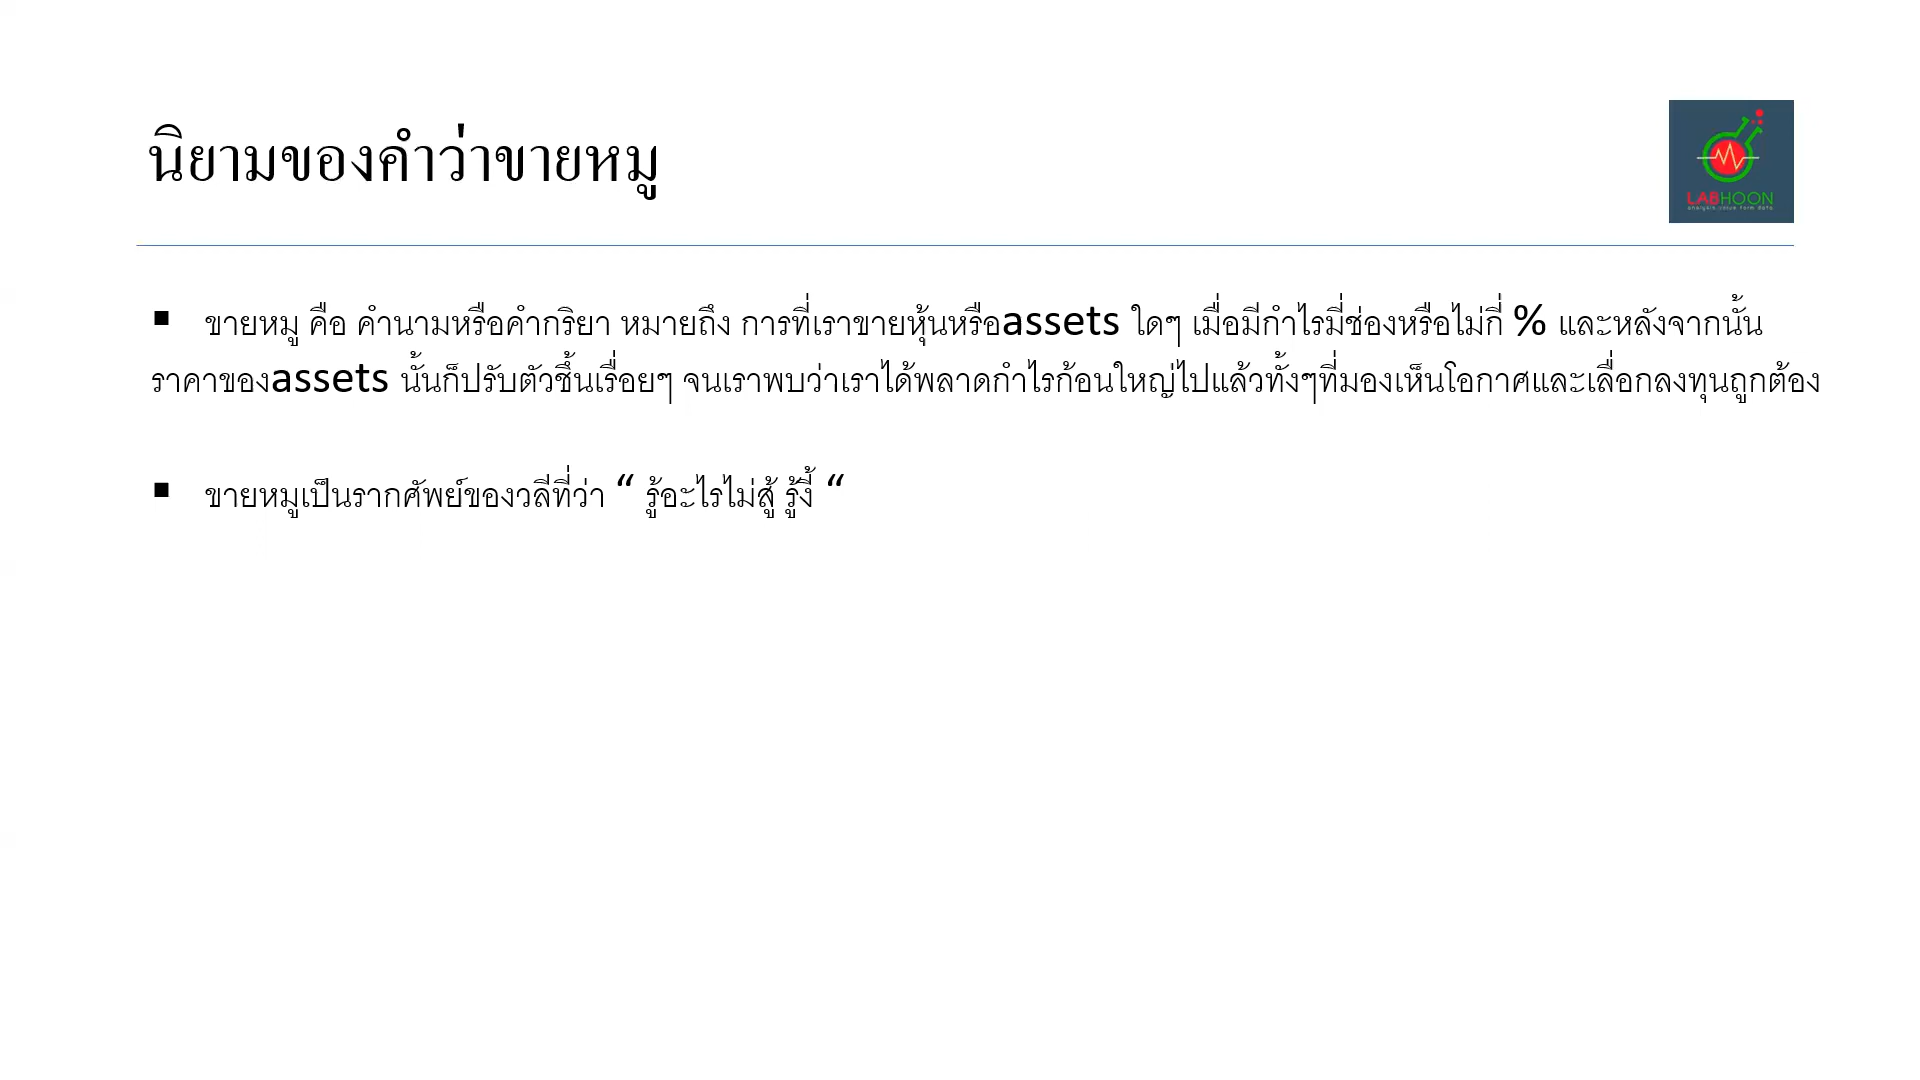 นิยามของคำว่าขายหมู
LABHOON
analysis value form data
▪ ขายหมู คือ คำนามหรือคำกริยา หมายถึง การที่เราขายหุ้นหรือassets ใดๆ เมื่อมีกำไรมี่ช่องหรือไม่กี่ % และหลังจากนั้น
ราคาของassets นั้นก็ปรับตัวชึ้นเรื่อยๆ จนเราพบว่าเราได้พลาดกำไรก้อนใหญ่ไปแล้วทั้งๆที่มองเห็นโอกาศและเลื่อกลงทุนถูกต้อง
▪ ขายหมูเป็นรากศัพย์ของวลีที่ว่า “ รู้อะไรไม่สู้ รู้งี้ “